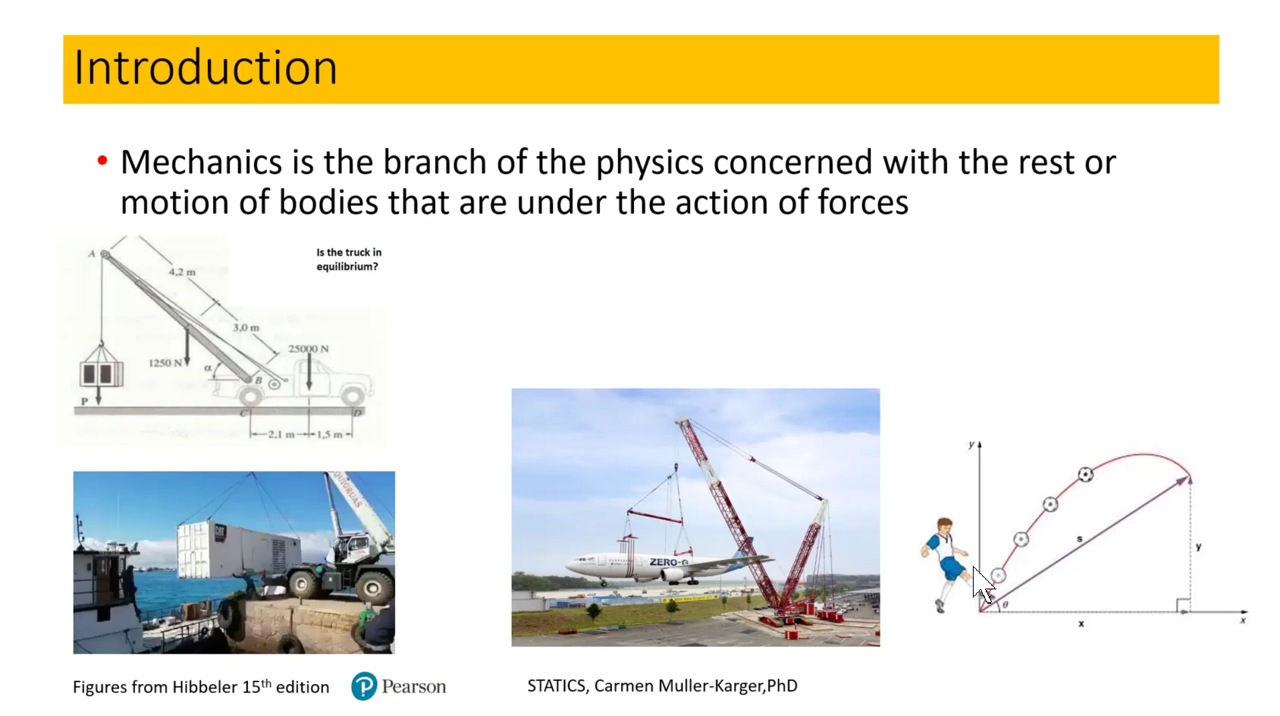 Introduction
• Mechanics is the branch of the physics concerned with the rest or
motion of bodies that are under the action of forces
Is the truck in
equilibrium?
A
4,2 m
3,0 m
1250 N
25000 N
α
B
P
C
D
2,1 m
1,5 m
CAT
ZERO-G
y
s
y
θ
x
x
Figures from Hibbeler 15th edition
P Pearson
STATICS, Carmen Muller-Karger,PhD